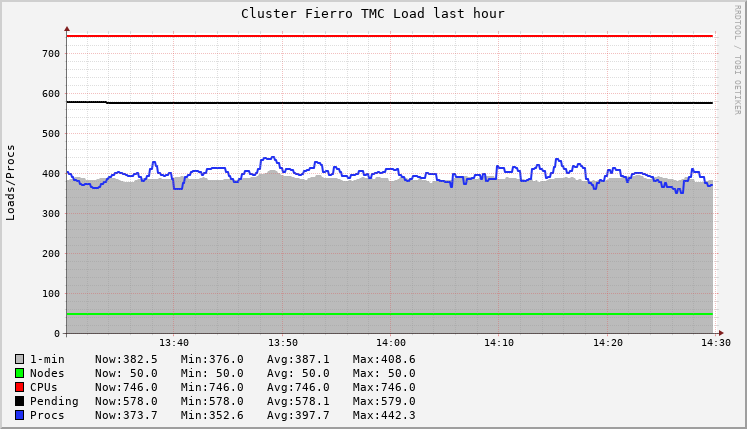 Cluster Fierro TMC Load last hour
RRDTOOL / TOBI OETIKER
Loads/Procs
700
600
500
400
300
200
100
0
13:40 13:50 14:00 14:10 14:20 14:30
1-min Now:382.5 Min:376.0 Avg:387.1 Max:408.6
Nodes Now: 50.0 Min: 50.0 Avg: 50.0 Max: 50.0
CPUs Now:746.0 Min:746.0 Avg:746.0 Max:746.0
Pending Now:578.0 Min:578.0 Avg:578.1 Max:579.0
Procs Now:373.7 Min:352.6 Avg:397.7 Max:442.3